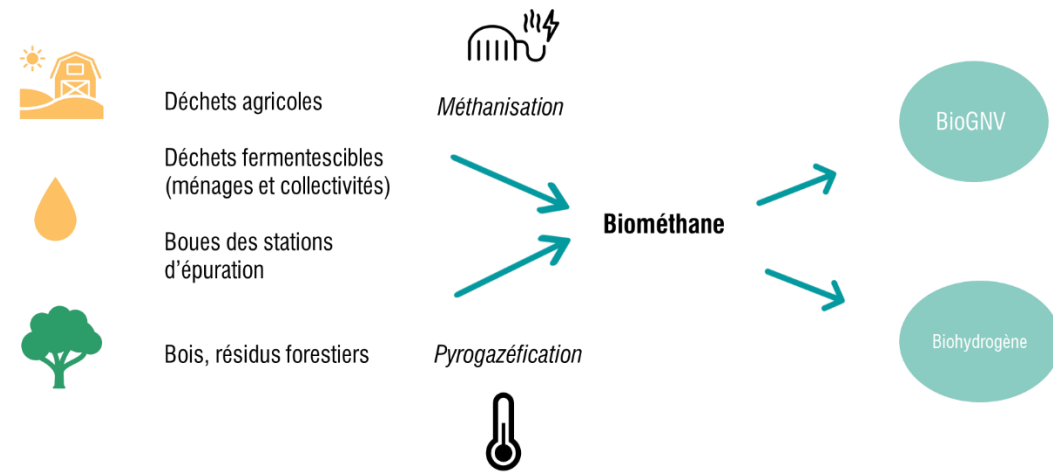 Déchets agricoles
Méthanisation
Déchets fermentescibles
(ménages et collectivités)
Boues des stations
d'épuration
Bois, résidus forestiers
Pyrogazéfication
Biométhane
BioGNV
Biohydrogène